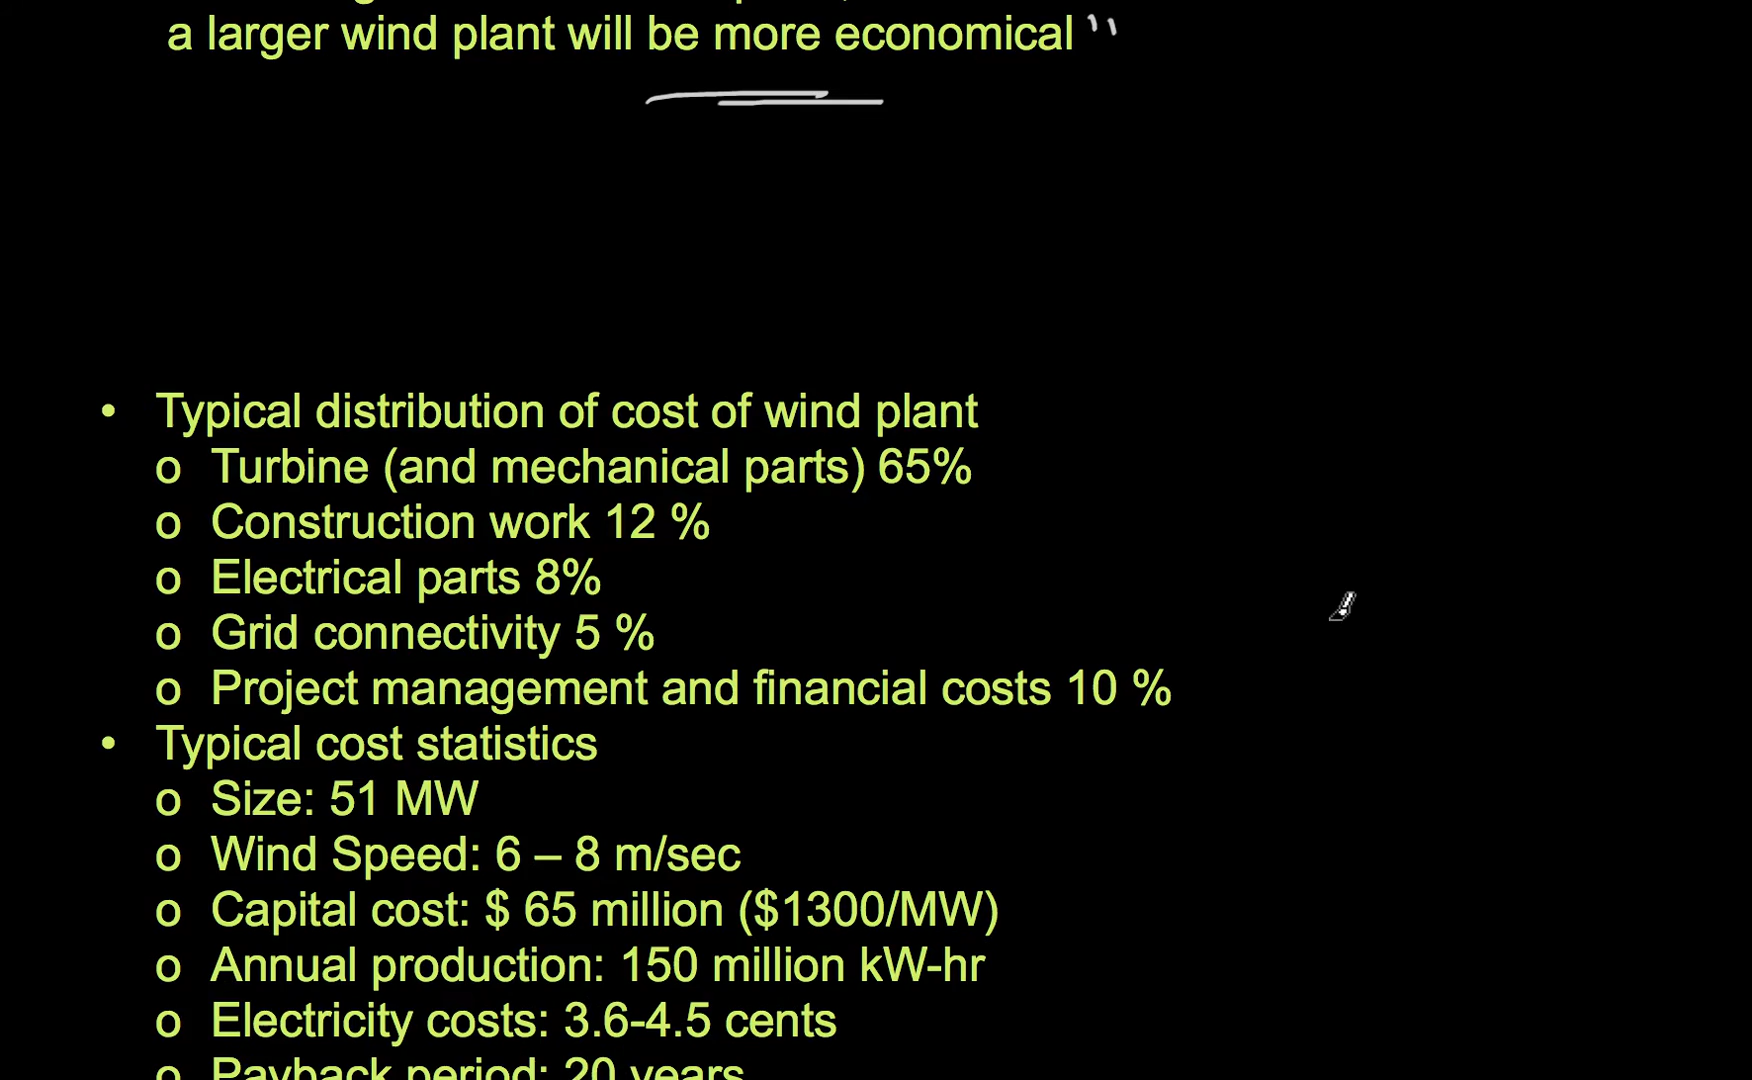 a larger wind plant will be more economical "
• Typical distribution of cost of wind plant
o Turbine (and mechanical parts) 65%
o Construction work 12 %
o Electrical parts 8%
o Grid connectivity 5 %
o Project management and financial costs 10 %
• Typical cost statistics
o Size: 51 MW
o Wind Speed: 6 – 8 m/sec
o Capital cost: $ 65 million ($1300/MW)
o Annual production: 150 million kW-hr
o Electricity costs: 3.6-4.5 cents
o Payback period: 20 years